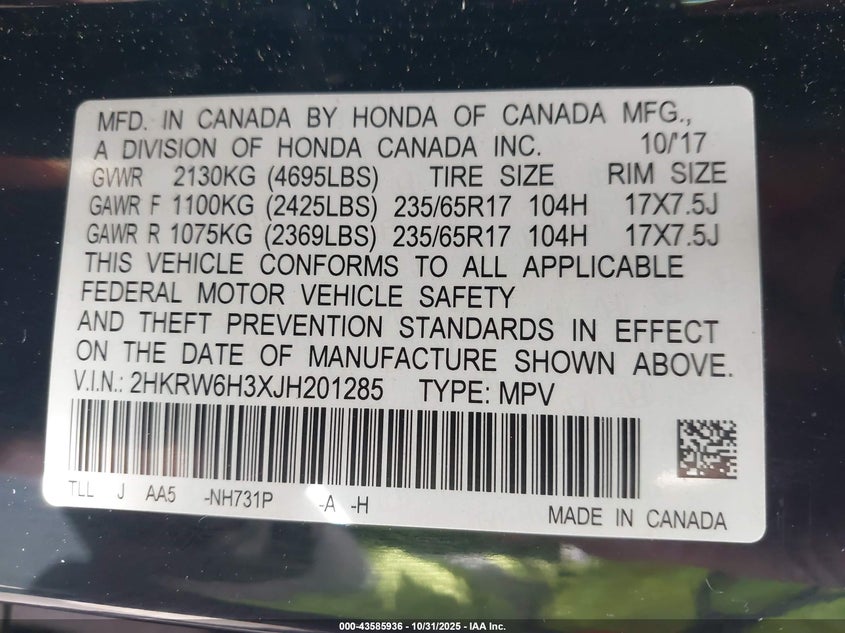 MFD. IN CANADA BY HONDA OF CANADA MFG.,
A DIVISION OF HONDA CANADA INC. 10/'17
GVWR 2130KG (4695LBS) TIRE SIZE RIM SIZE
GAWR F 1100KG (2425LBS) 235/65R17 104H 17X7.5J
GAWR R 1075KG (2369LBS) 235/65R17 104H 17X7.5J
THIS VEHICLE CONFORMS TO ALL APPLICABLE
FEDERAL MOTOR VEHICLE SAFETY
AND THEFT PREVENTION STANDARDS IN EFFECT
ON THE DATE OF MANUFACTURE SHOWN ABOVE.
V.I.N.: 2HKRW6H3XJH201285 TYPE: MPV
TLL J AA5 -NH731P -A -H
MADE IN CANADA
000-43585936 - 10/31/2025 - IAA Inc.